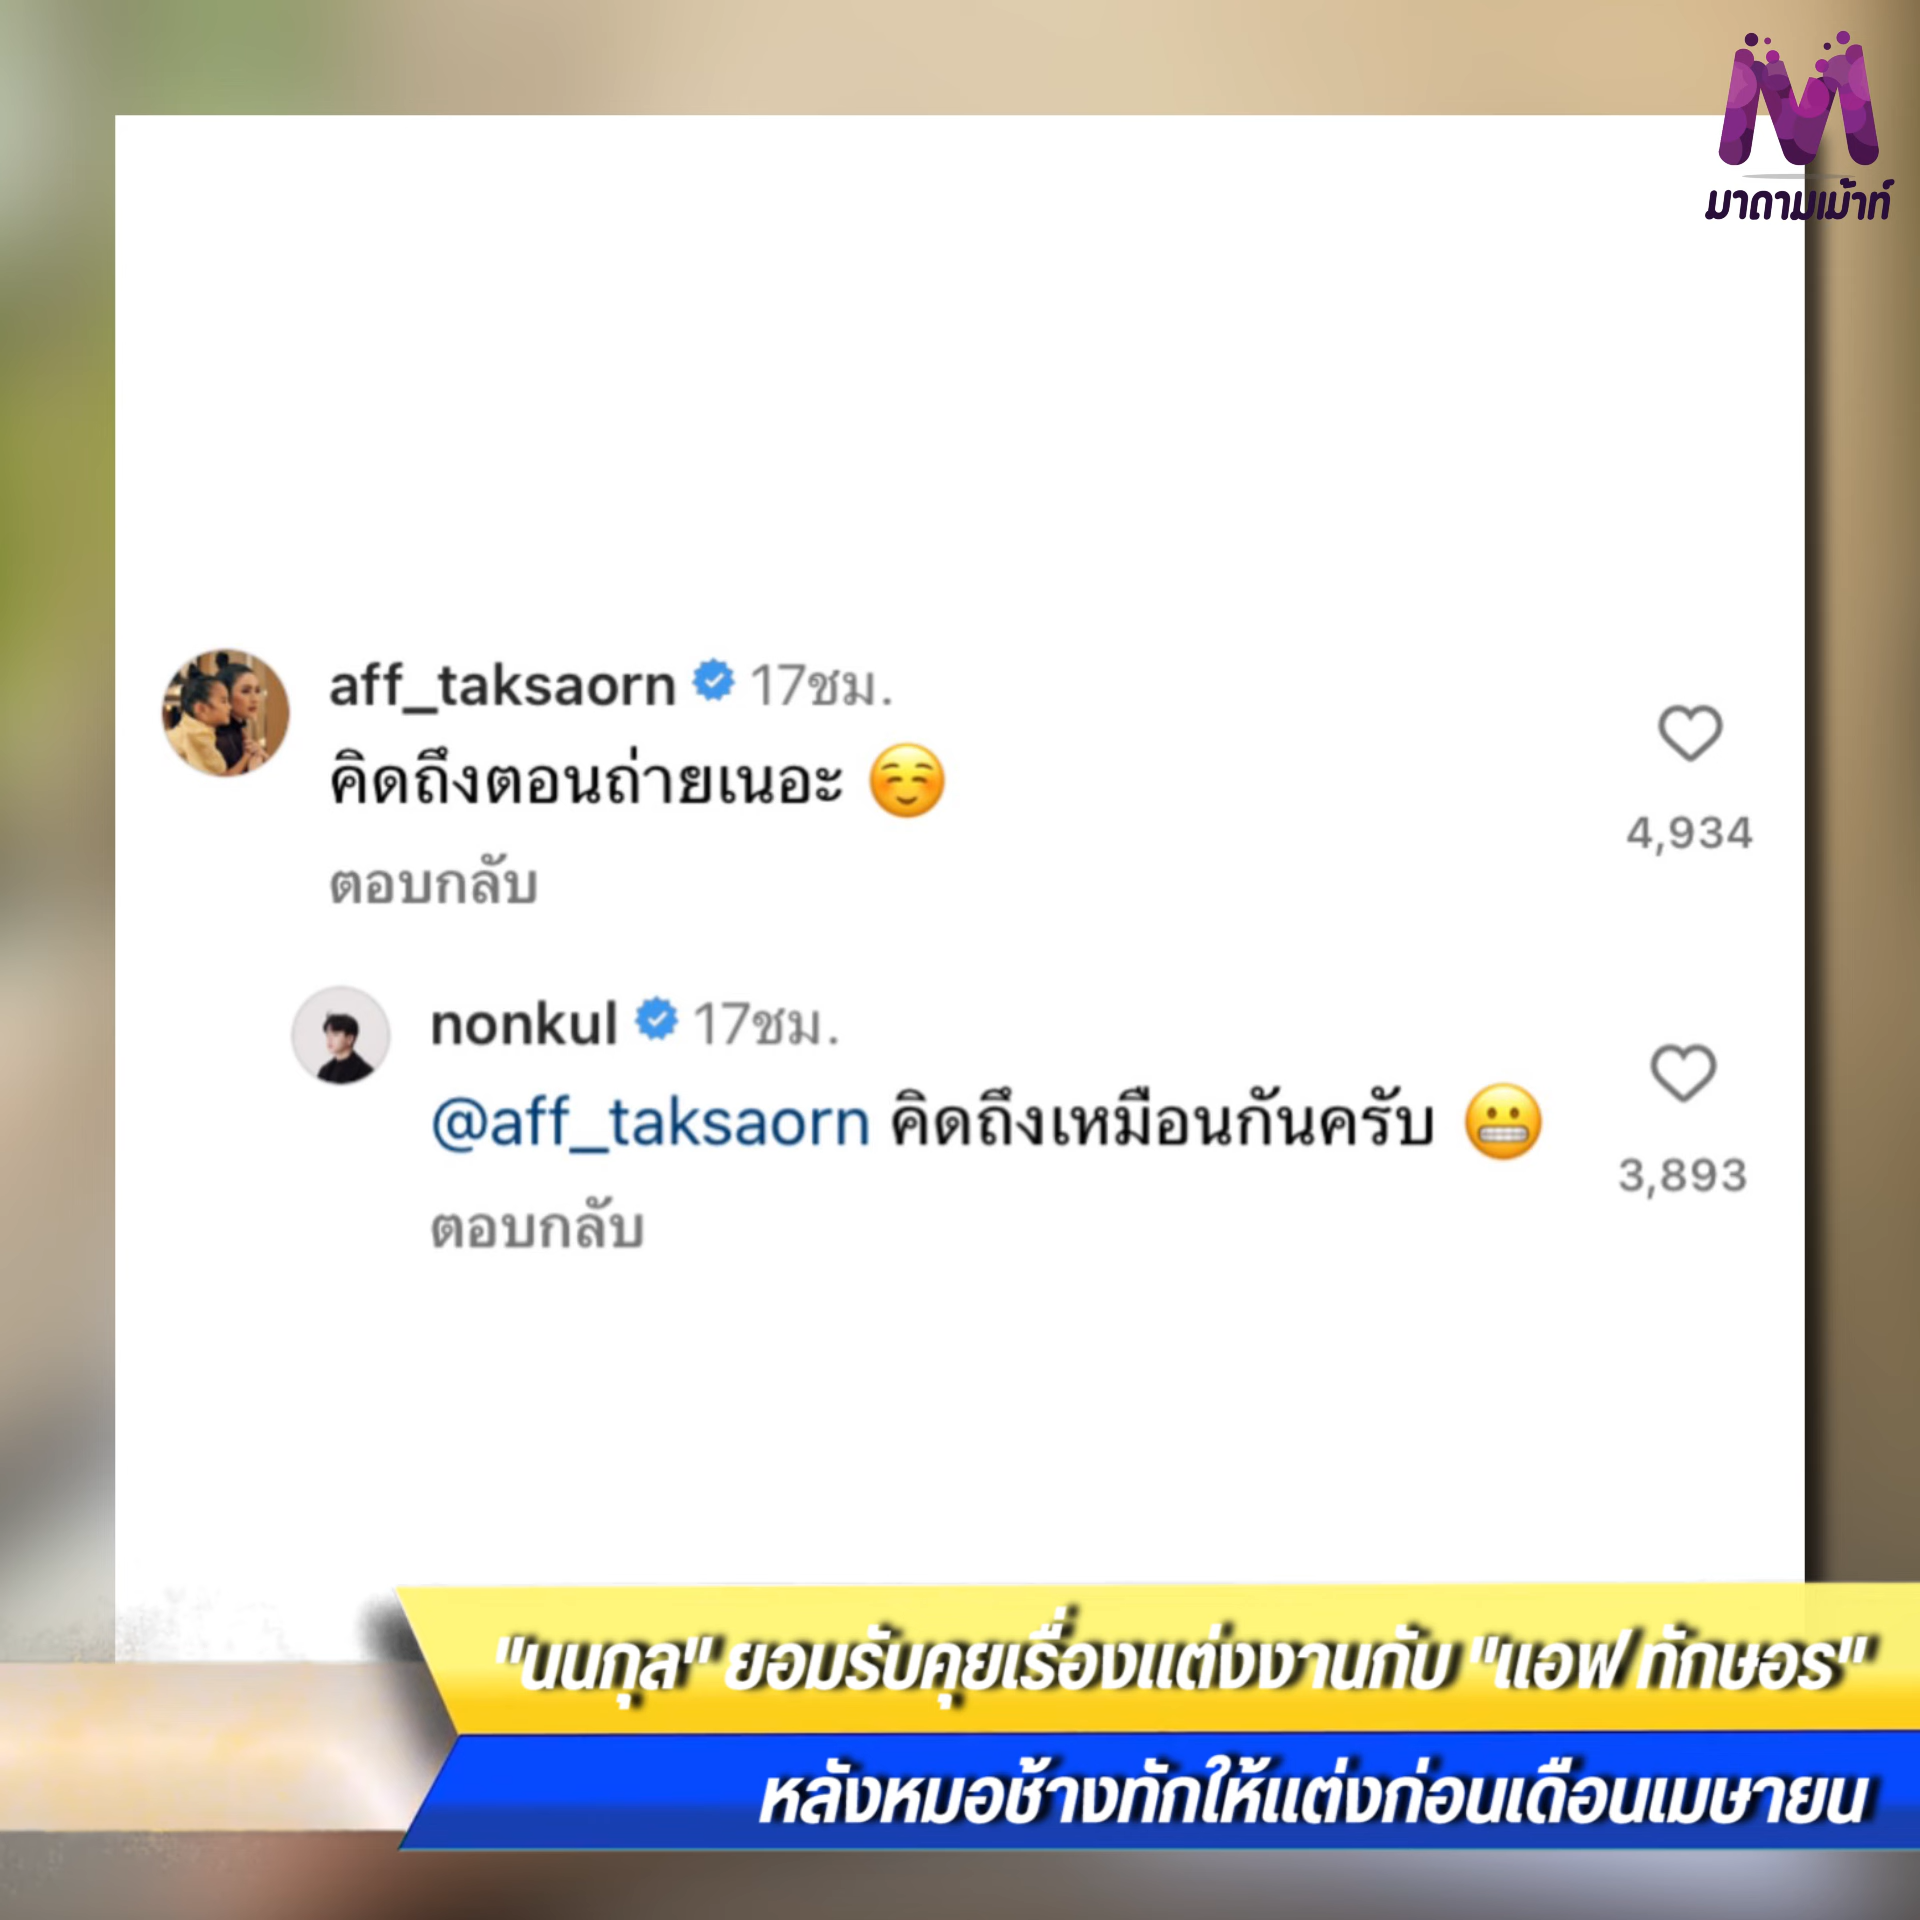 มาดามเม้าท์
aff_taksaorn 17ชม.
คิดถึงตอนถ่ายเนอะ ☺️
4,934
ตอบกลับ
nonkul 17ชม.
@aff_taksaorn คิดถึงเหมือนกันครับ 😬
3,893
ตอบกลับ
"นนกุล" ยอมรับคุยเรื่องแต่งงานกับ "แอฟ ทักษอร"
หลังหมอช้างทักให้แต่งก่อนเดือนเมษายน